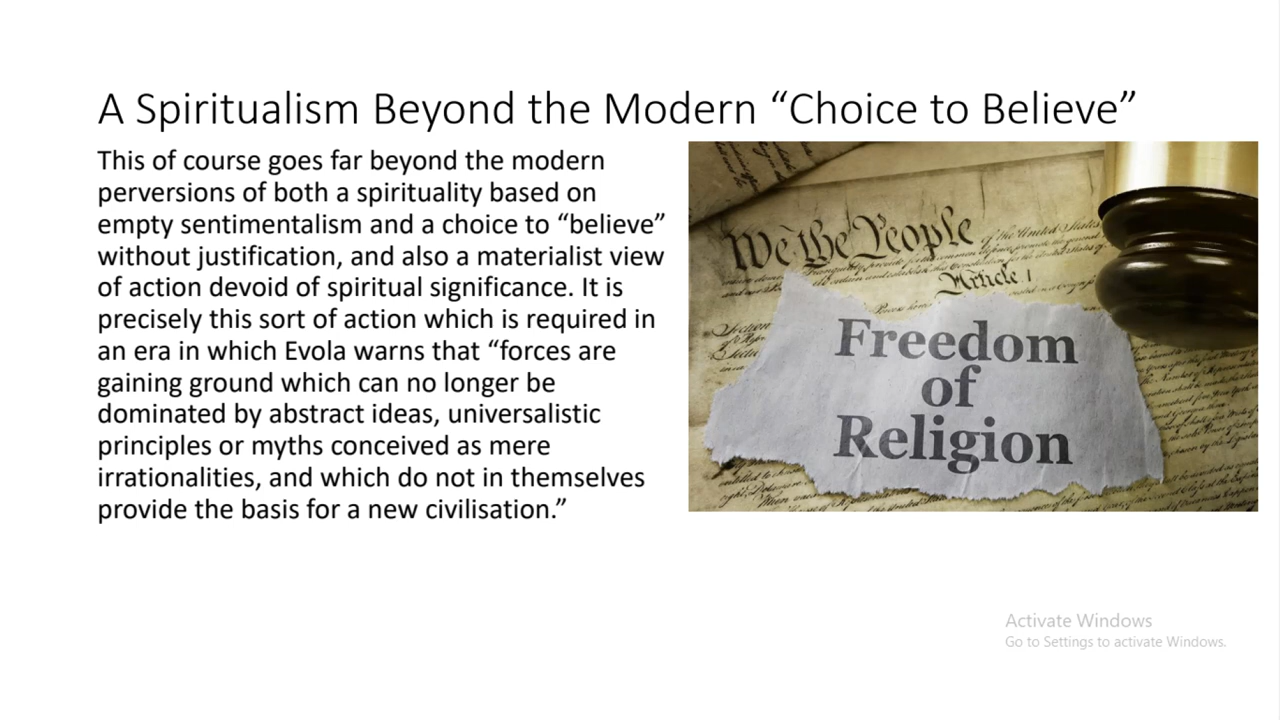 A Spiritualism Beyond the Modern “Choice to Believe”
This of course goes far beyond the modern
perversions of both a spirituality based on
empty sentimentalism and a choice to “believe”
without justification, and also a materialist view
of action devoid of spiritual significance. It is
precisely this sort of action which is required in
an era in which Evola warns that “forces are
gaining ground which can no longer be
dominated by abstract ideas, universalistic
principles or myths conceived as mere
irrationalities, and which do not in themselves
provide the basis for a new civilisation.”
We the People of the United States
Article 1
Freedom
of
Religion
Activate Windows
Go to Settings to activate Windows.